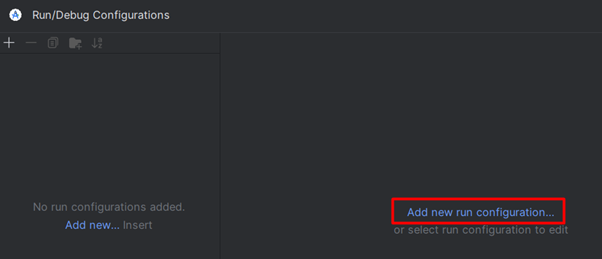 Run/Debug Configurations
No run configurations added.
Add new... Insert
Add new run configuration...
or select run configuration to edit